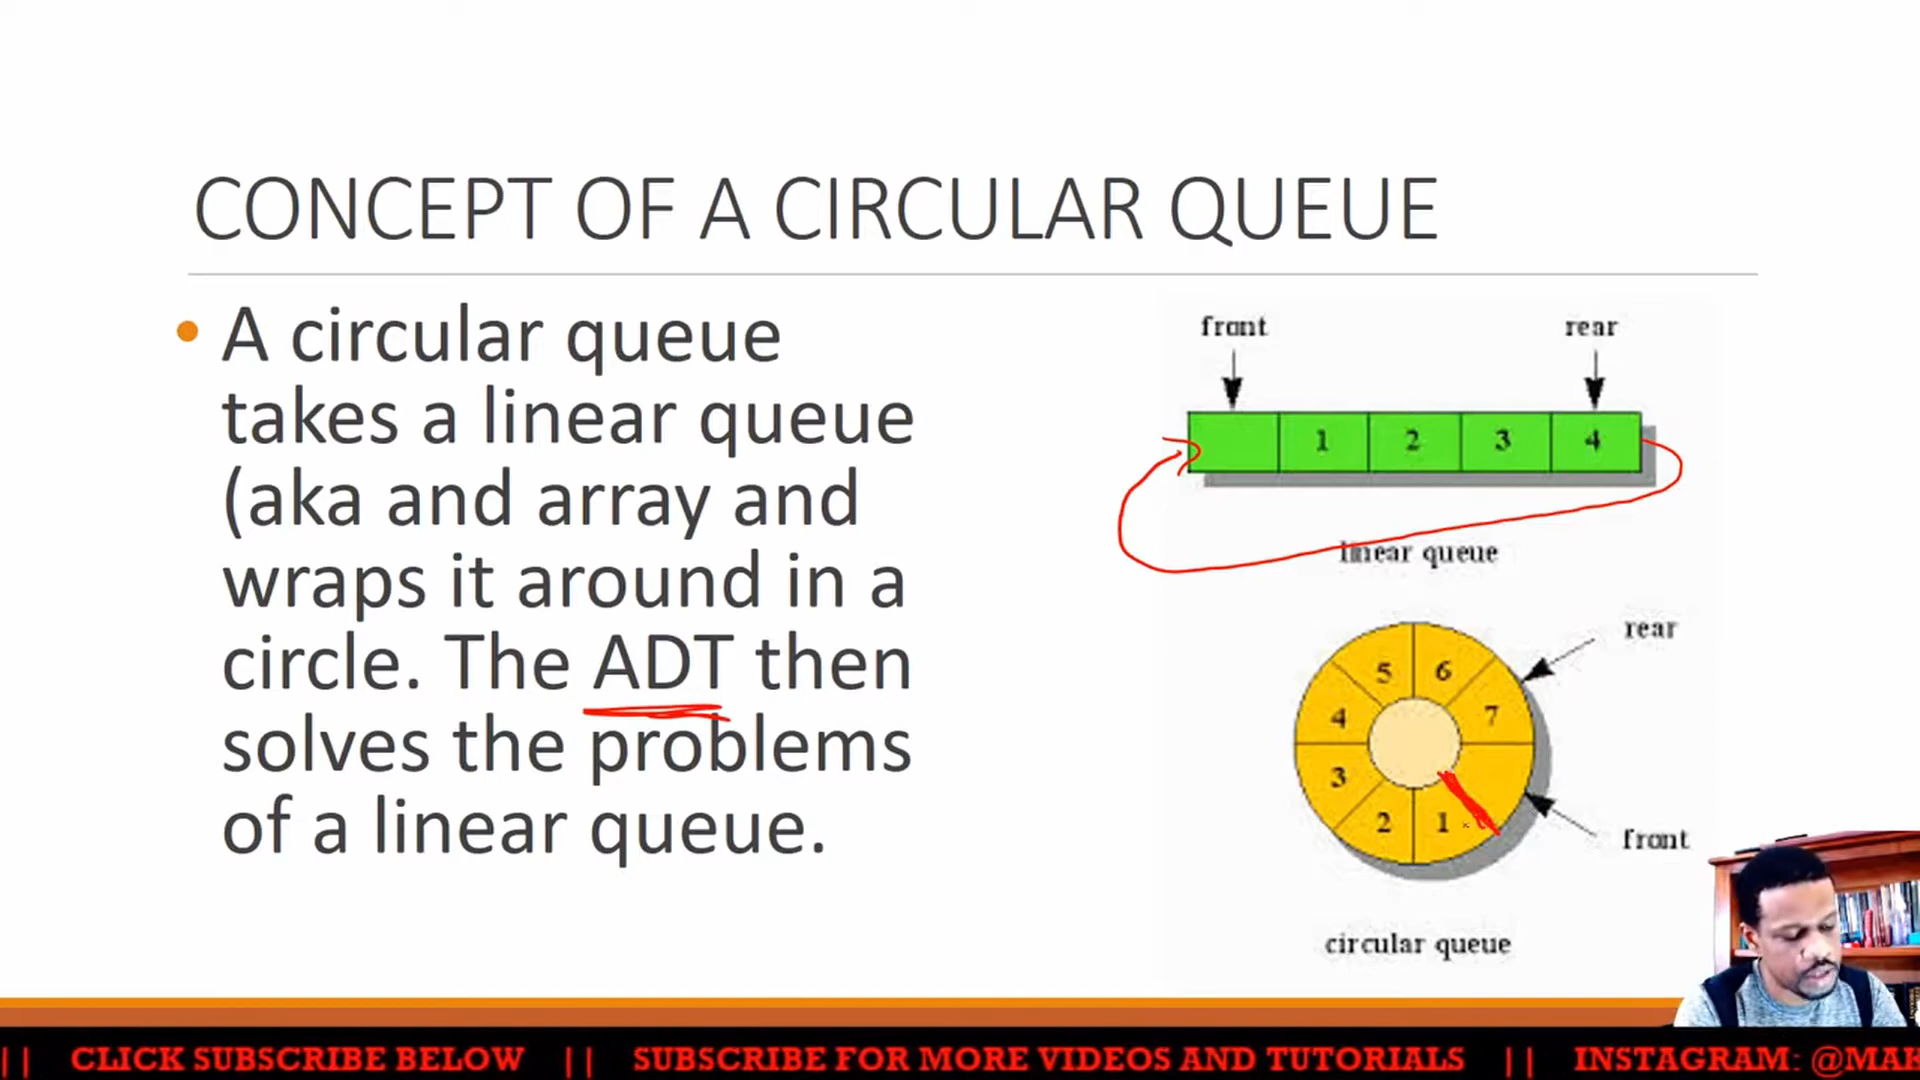 CONCEPT OF A CIRCULAR QUEUE
• A circular queue
takes a linear queue
(aka and array and
wraps it around in a
circle. The ADT then
solves the problems
of a linear queue.
front rear
1 2 3 4
linear queue
rear
5 6
4 7
3
2 1
front
circular queue
|| CLICK SUBSCRIBE BELOW || SUBSCRIBE FOR MORE VIDEOS AND TUTORIALS || INSTAGRAM: @MAK